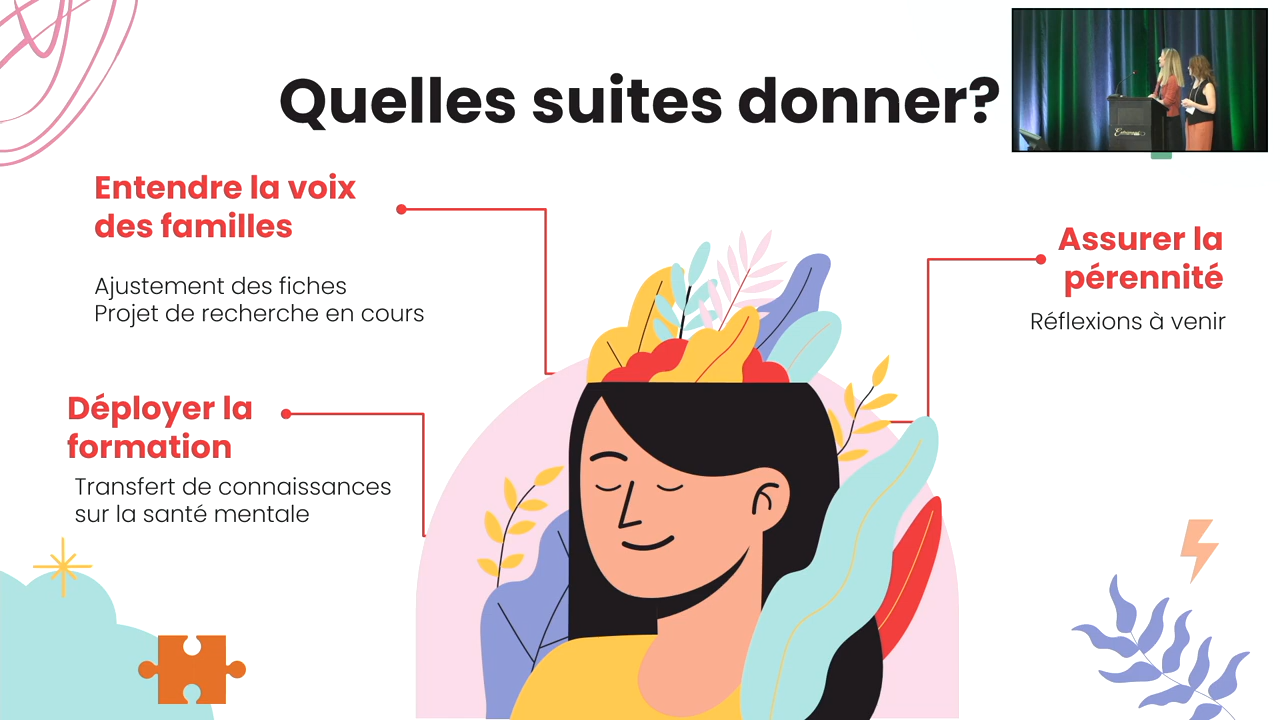 Quelles suites donner?
Entendre la voix
des familles
Ajustement des fiches
Projet de recherche en cours
Assurer la
pérennité
Réflexions à venir
Déployer la
formation
Transfert de connaissances
sur la santé mentale